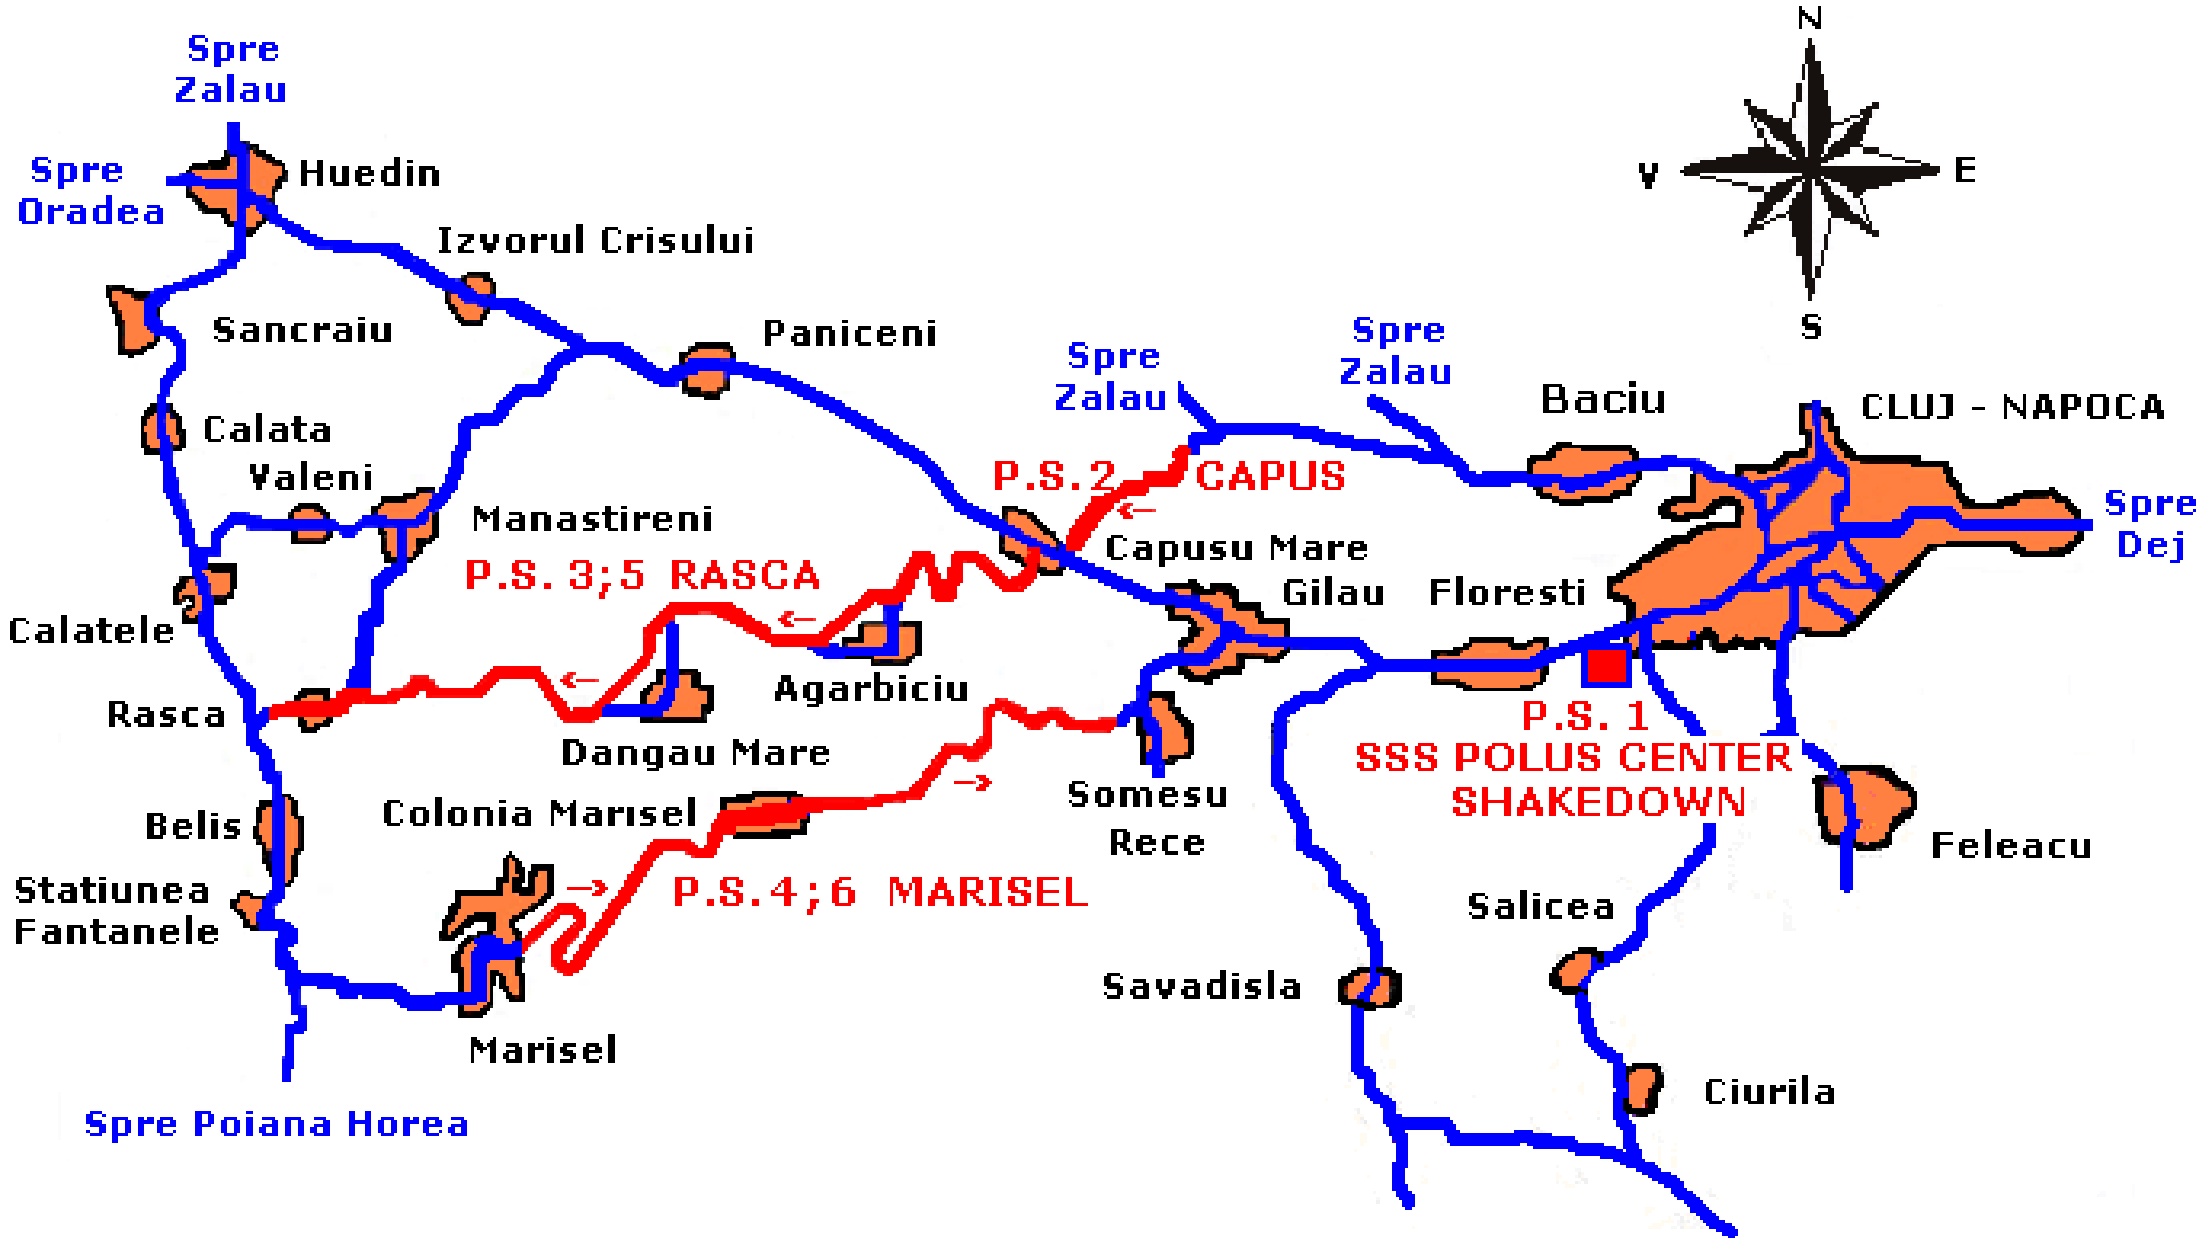 N
Spre
Zalau
Spre
Oradea
Huedin
V
E
Izvorul Crisului
S
Sancraiu
Paniceni
Spre
Zalau
Spre
Zalau
Baciu
CLUJ - NAPOCA
Calata
Valeni
P.S.2 CAPUS
Manastireni
Spre
Dej
Capusu Mare
P.S. 3;5 RASCA
Gilau
Floresti
Calatele
Agarbiciu
Rasca
P.S. 1
SSS POLUS CENTER
SHAKEDOWN
Dangau Mare
Somesu
Rece
Colonia Marisel
Belis
Feleacu
Statiunea
Fantanele
P.S.4;6 MARISEL
Salicea
Savadisla
Marisel
Ciurila
Spre Poiana Horea